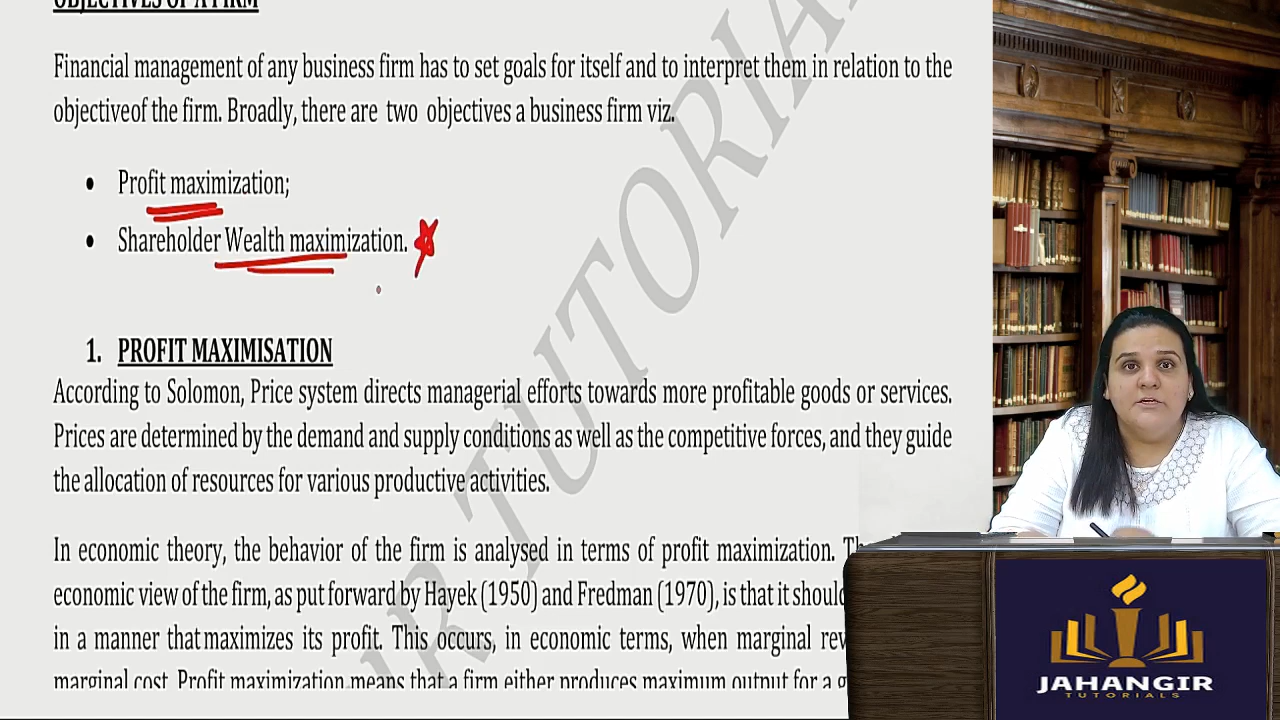 OBJECTIVES OF A FIRM
Financial management of any business firm has to set goals for itself and to interpret them in relation to the
objectiveof the firm. Broadly, there are two objectives a business firm viz.
• Profit maximization;
• Shareholder Wealth maximization.
1. PROFIT MAXIMISATION
According to Solomon, Price system directs managerial efforts towards more profitable goods or services.
Prices are determined by the demand and supply conditions as well as the competitive forces, and they guide
the allocation of resources for various productive activities.
In economic theory, the behavior of the firm is analysed in terms of profit maximization.
economic view of the firm, as put forward by Hayek (1950) and Fredman (1970), is that it should
in a manner that maximizes its profit. This occurs, in economic terms, when marginal
marginal cost. Profit maximization means that a firm either produces maximum output for a
R TUTORIA
JAHANGIR
TUTORIALS